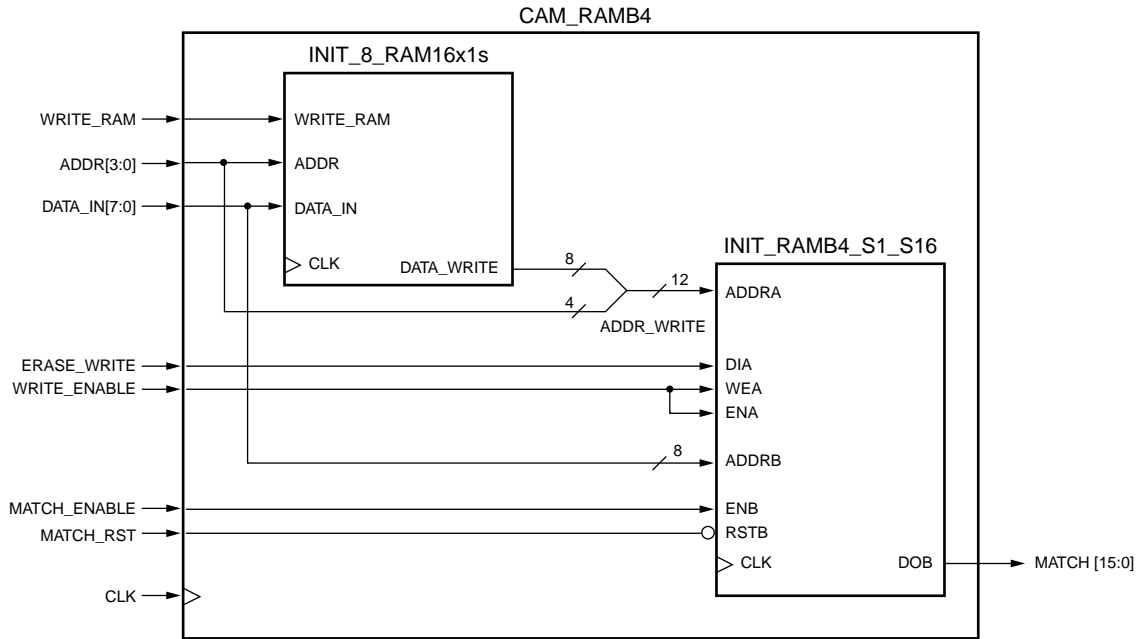 CAM_RAMB4
INIT_8_RAM16x1s
WRITE_RAM
WRITE_RAM
ADDR[3:0]
ADDR
DATA_IN[7:0]
DATA_IN
INIT_RAMB4_S1_S16
CLK
DATA_WRITE
8
12
ADDRA
4
ADDR_WRITE
ERASE_WRITE
DIA
WRITE_ENABLE
WEA
ENA
8
ADDRB
MATCH_ENABLE
ENB
MATCH_RST
RSTB
CLK
DOB
MATCH [15:0]
CLK